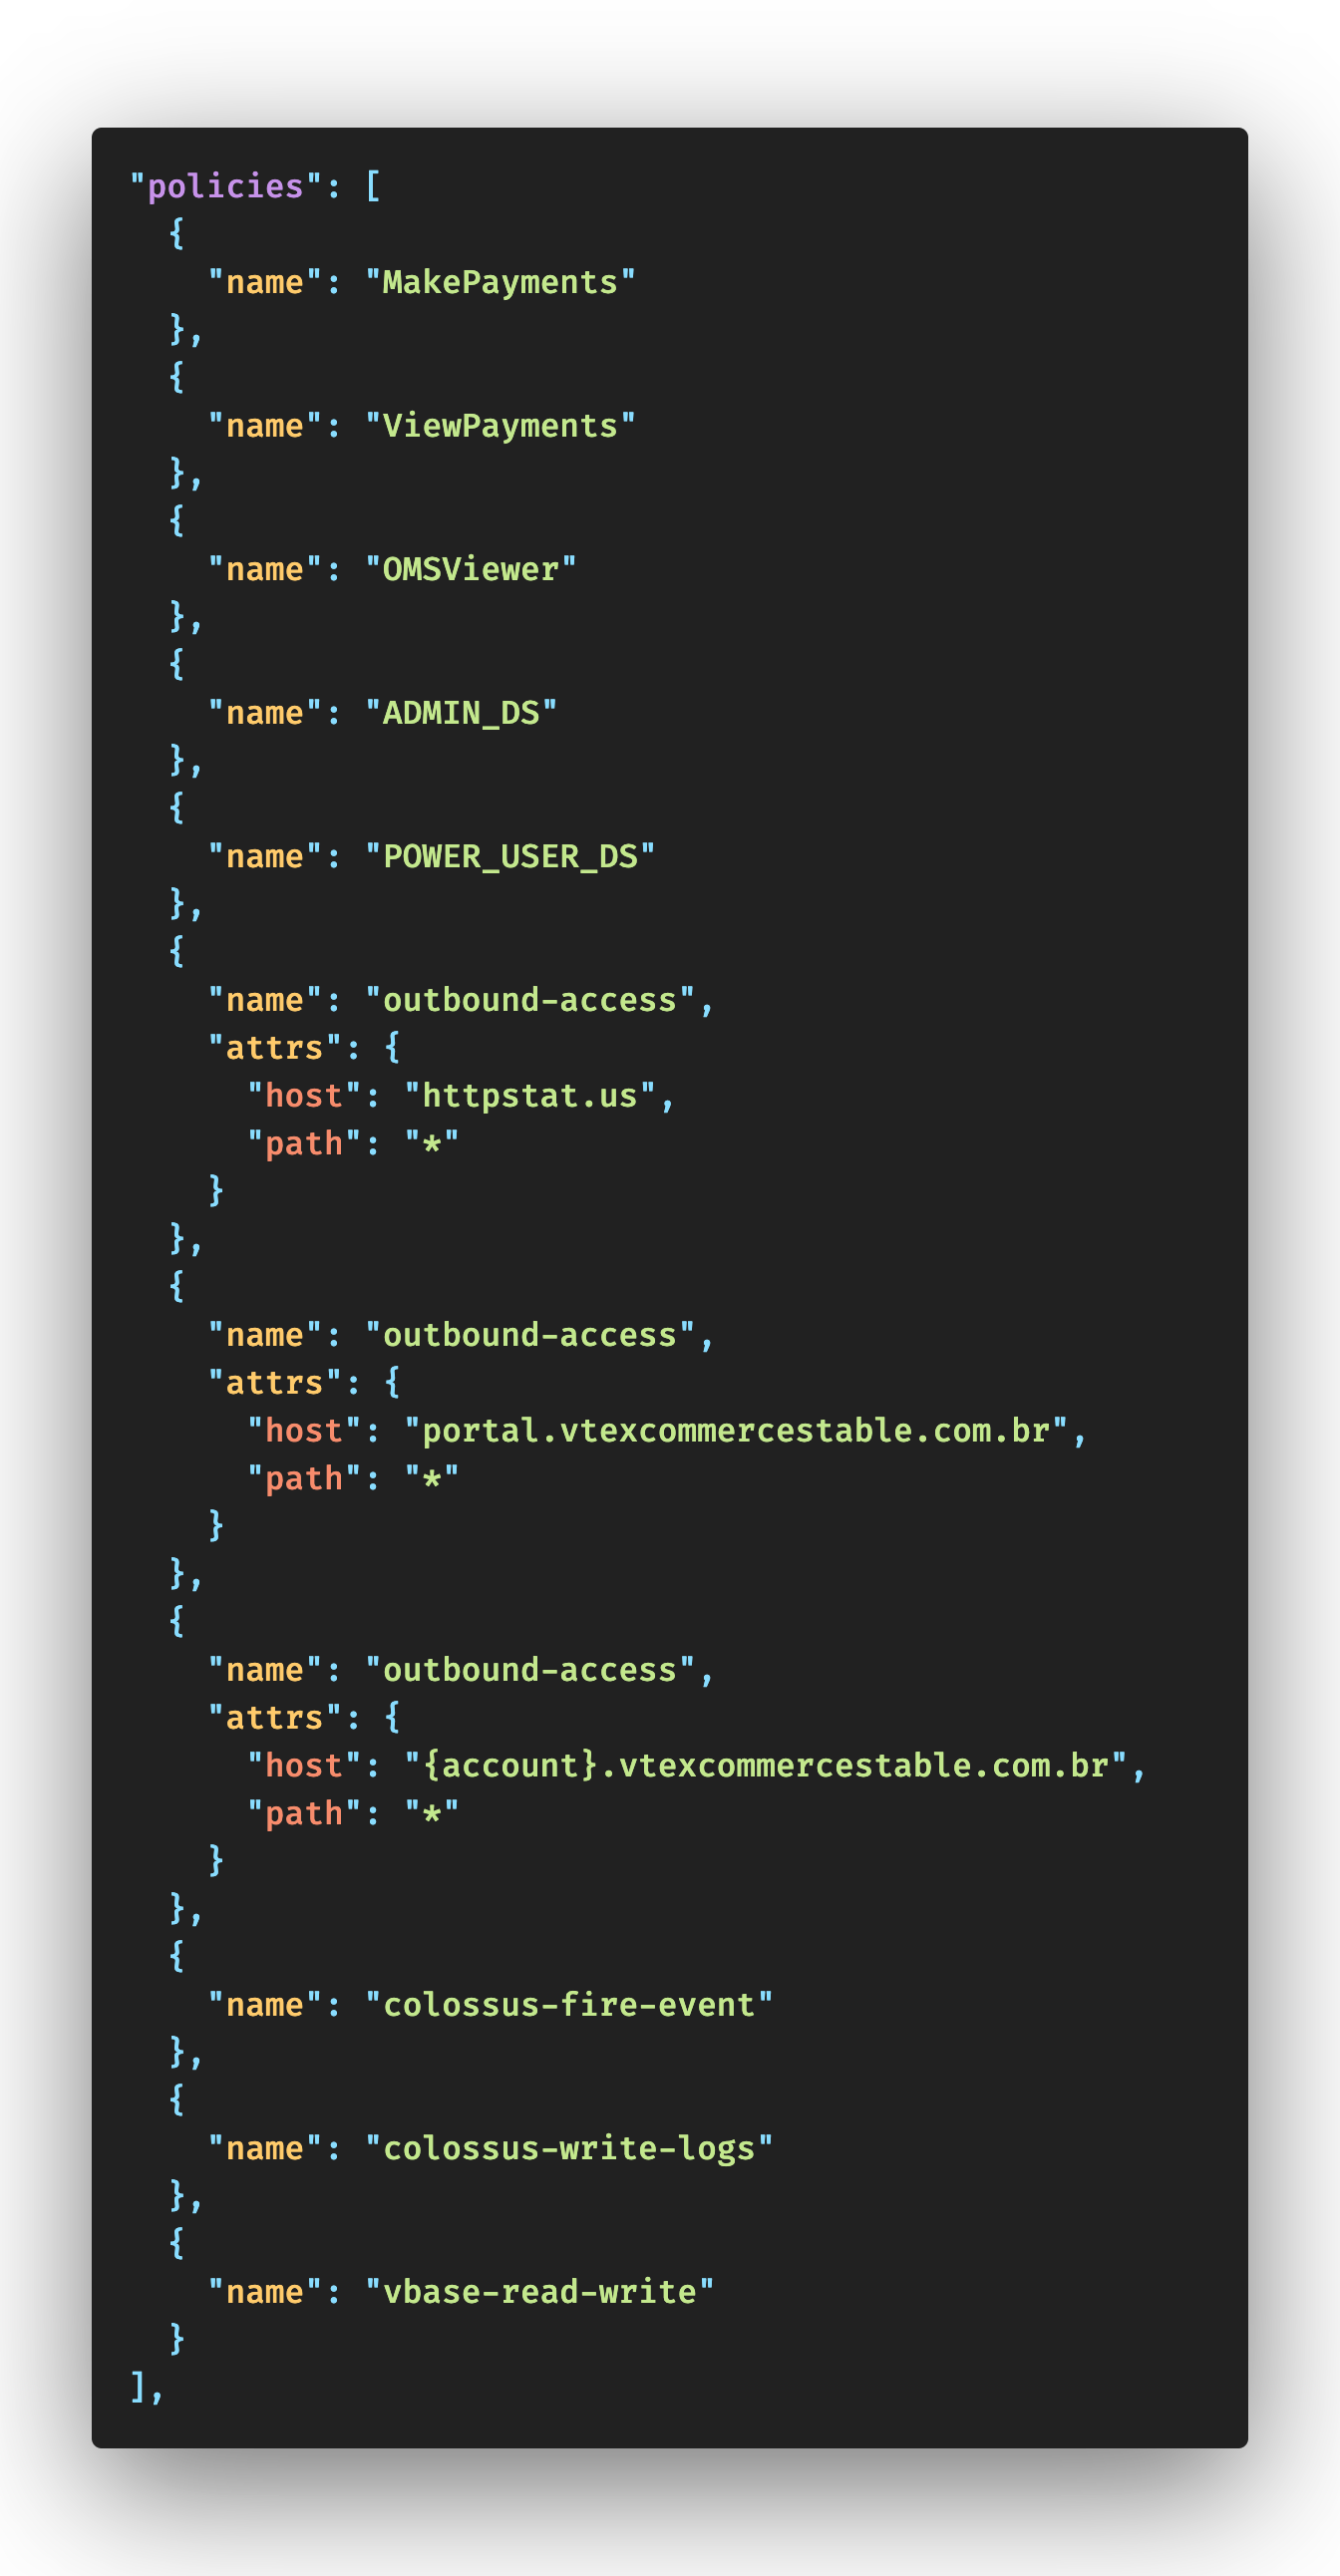 "policies": [
  {
    "name": "MakePayments"
  },
  {
    "name": "ViewPayments"
  },
  {
    "name": "OMSViewer"
  },
  {
    "name": "ADMIN_DS"
  },
  {
    "name": "POWER_USER_DS"
  },
  {
    "name": "outbound-access",
    "attrs": {
      "host": "httpstat.us",
      "path": "*"
    }
  },
  {
    "name": "outbound-access",
    "attrs": {
      "host": "portal.vtexcommercestable.com.br",
      "path": "*"
    }
  },
  {
    "name": "outbound-access",
    "attrs": {
      "host": "{account}.vtexcommercestable.com.br",
      "path": "*"
    }
  },
  {
    "name": "colossus-fire-event"
  },
  {
    "name": "colossus-write-logs"
  },
  {
    "name": "vbase-read-write"
  }
],